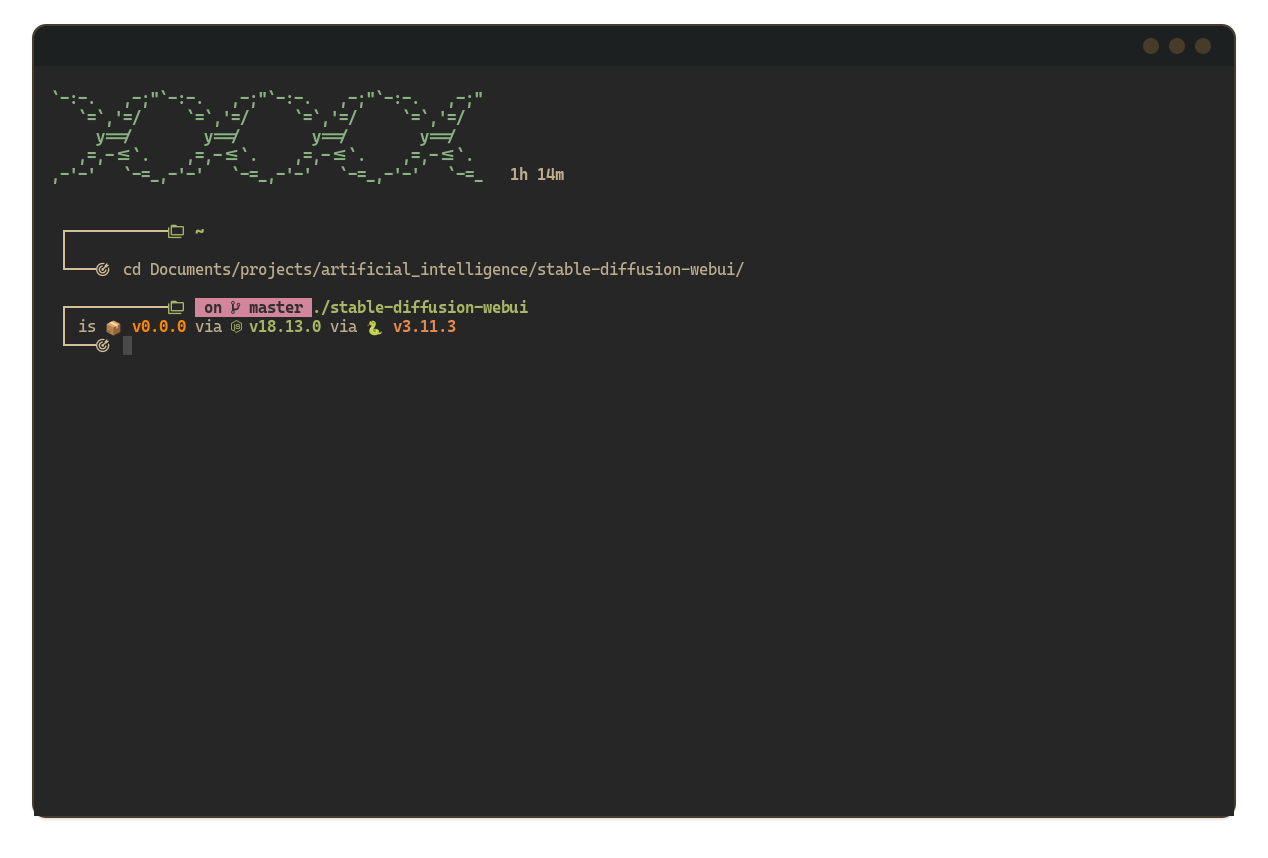 `-:-.   ,-;"`-:-.   ,-;"`-:-.   ,-;"`-:-.   ,-;"
   `=`,'=/     `=`,'=/     `=`,'=/     `=`,'=/
     y==/        y==/        y==/        y==/
   ,=,-<=`.    ,=,-<=`.    ,=,-<=`.    ,=,-<=`.
,-'-'   `-=_,-'-'   `-=_,-'-'   `-=_,-'-'   `-=_   1h 14m
~
cd Documents/projects/artificial_intelligence/stable-diffusion-webui/
on master ./stable-diffusion-webui
is 📦 v0.0.0 via JS v18.13.0 via 🐍 v3.11.3